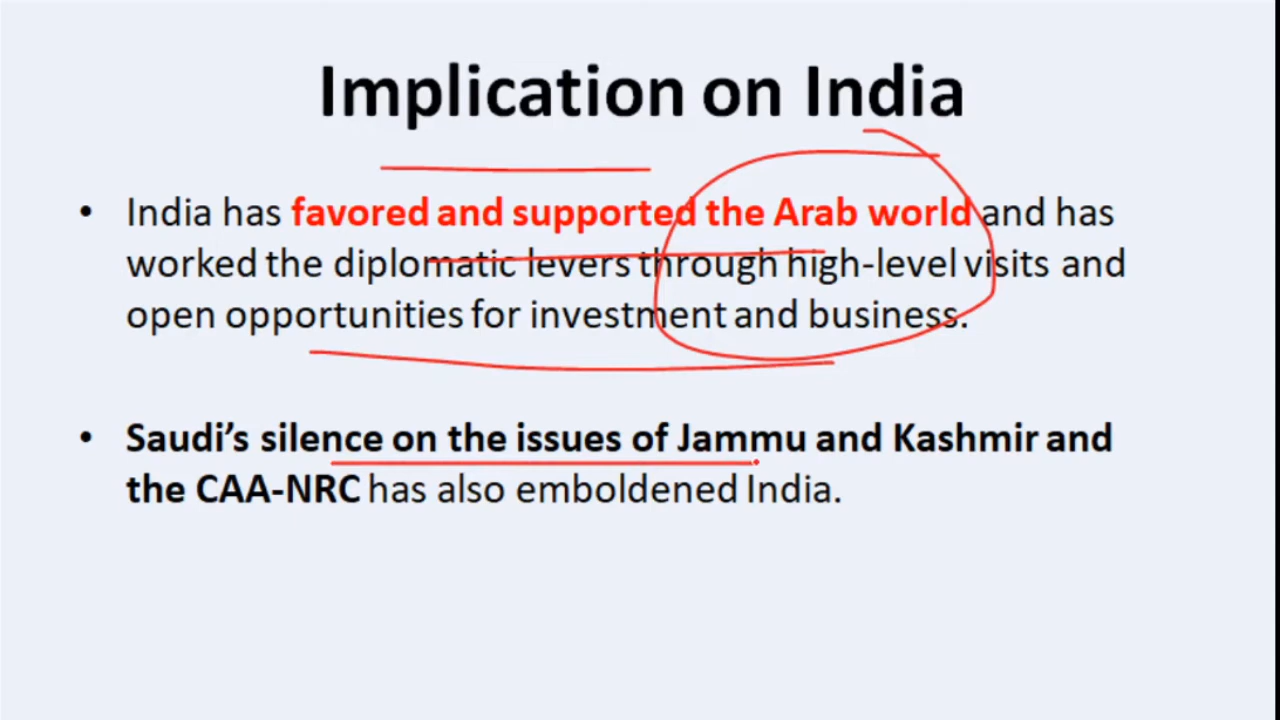 Implication on India
• India has favored and supported the Arab world and has
worked the diplomatic levers through high-level visits and
open opportunities for investment and business.
• Saudi’s silence on the issues of Jammu and Kashmir and
the CAA-NRC has also emboldened India.